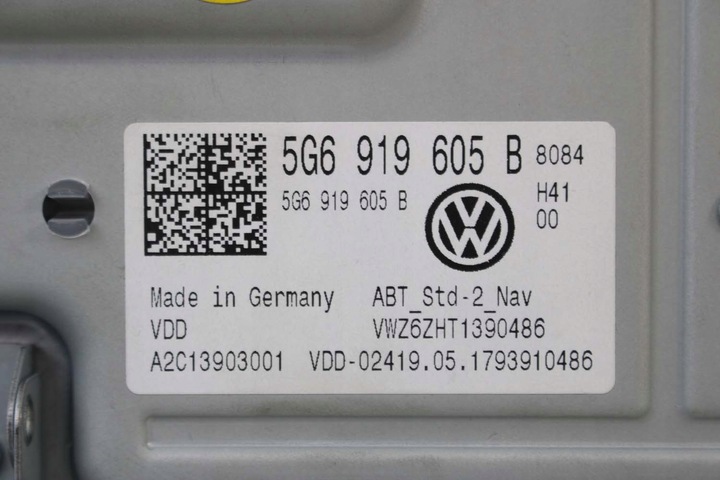 5G6 919 605 B 8084
5G6 919 605 B H41
00
Made in Germany ABT_Std-2_Nav
VDD VWZ6ZHT1390486
A2C13903001 VDD-02419.05.1793910486